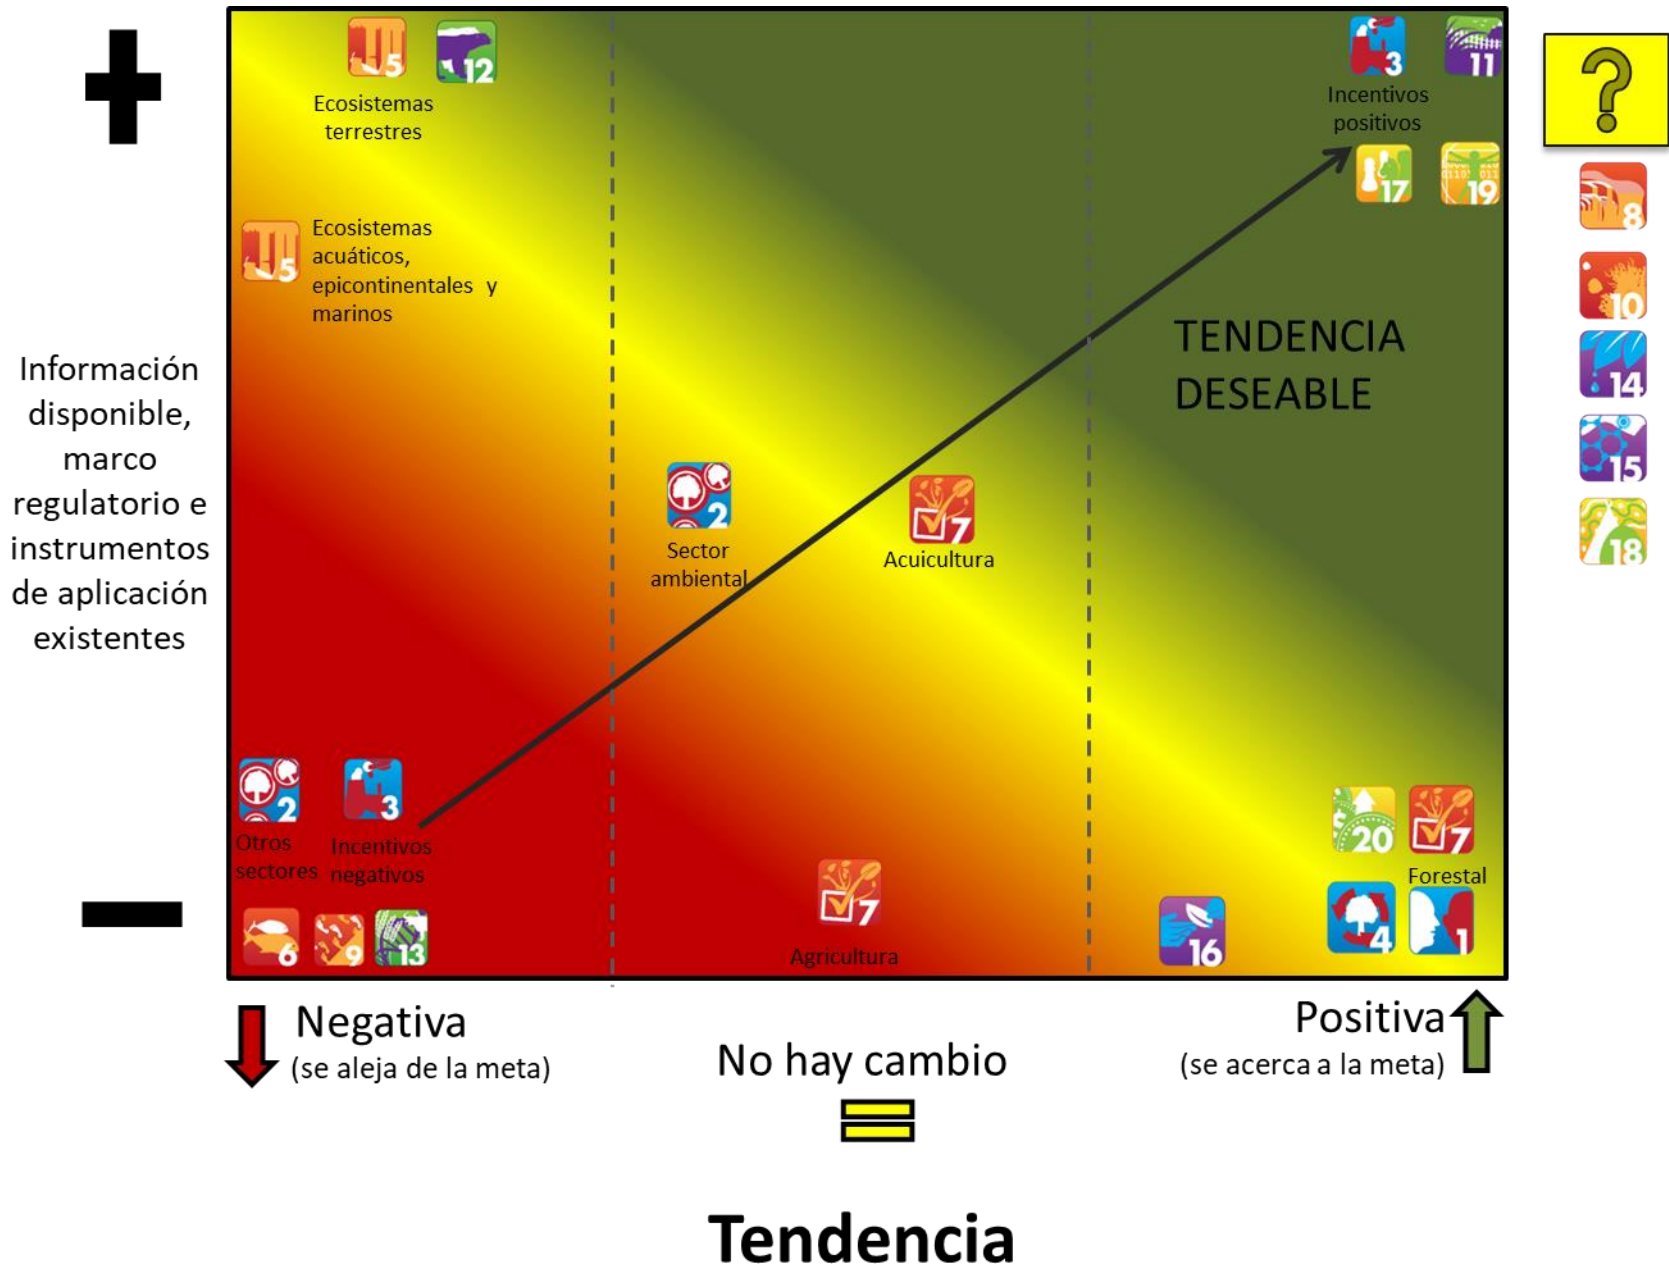 5
12
Ecosistemas
terrestres
3
11
Incentivos
positivos
17
19
?
8
10
14
15
18
5
Ecosistemas
acuáticos,
epicontinentales y
marinos
Información
disponible,
marco
regulatorio e
instrumentos
de aplicación
existentes
TENDENCIA
DESEABLE
2
Sector
ambiental
7
Acuicultura
2
Otros
sectores
3
Incentivos
negativos
6
9
13
7
Agricultura
16
20
7
Forestal
4
1
Negativa
(se aleja de la meta)
No hay cambio
Positiva
(se acerca a la meta)
Tendencia